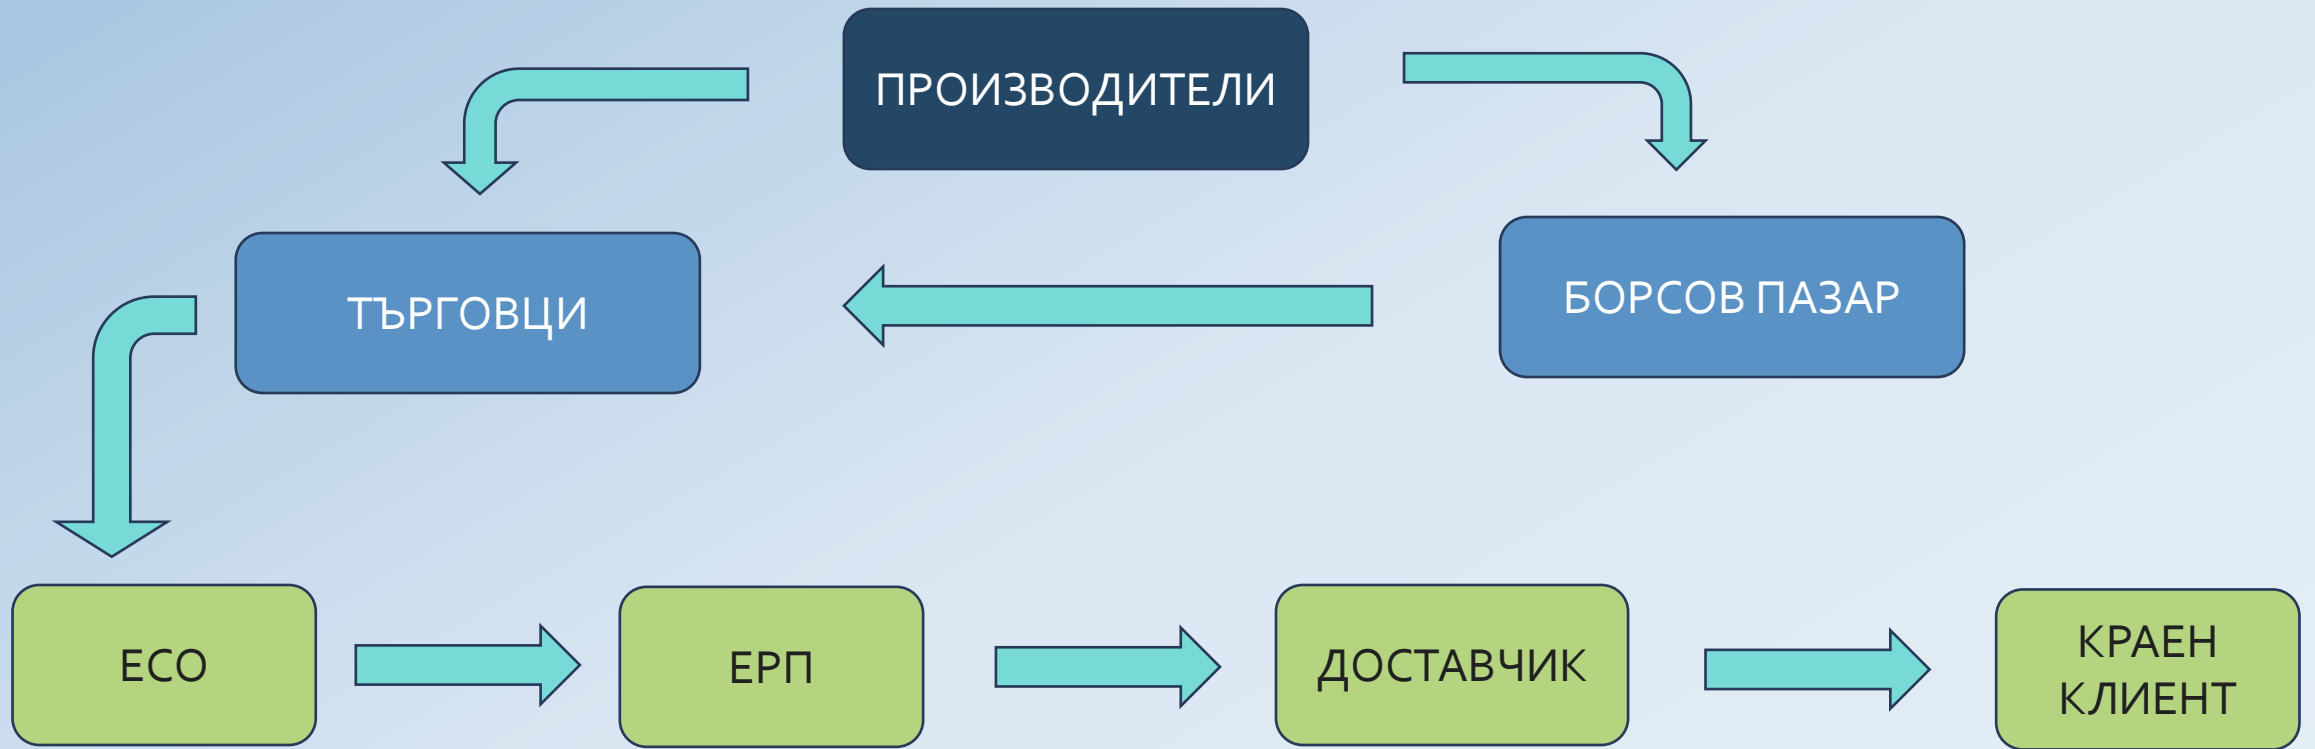 ПРОИЗВОДИТЕЛИ
ТЪРГОВЦИ
БОРСОВ ПАЗАР
ЕСО
ЕРП
ДОСТАВЧИК
КРАЕН
КЛИЕНТ